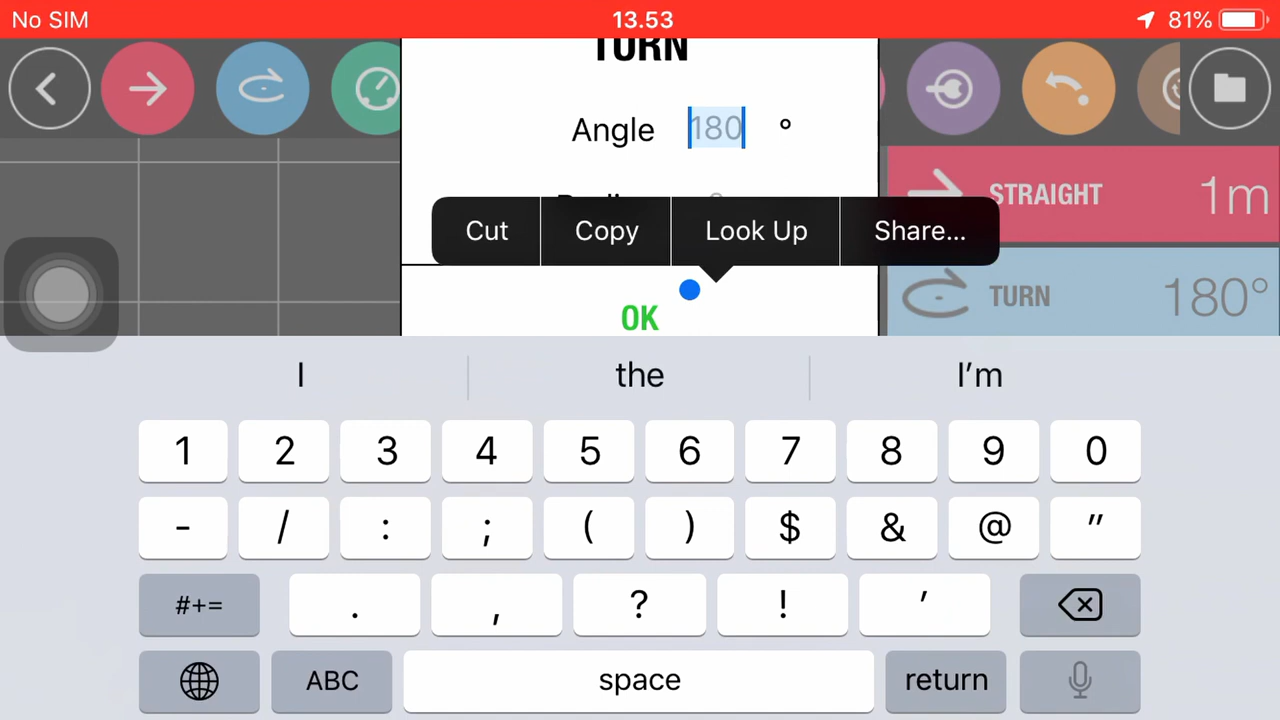 No SIM 13.53 81%
TURN
Angle 180 °
Cut Copy Look Up Share...
OK
STRAIGHT 1m
TURN 180°
I the I'm
1 2 3 4 5 6 7 8 9 0
- / : ; ( ) $ & @ "
#+= . , ? ! '
ABC space return